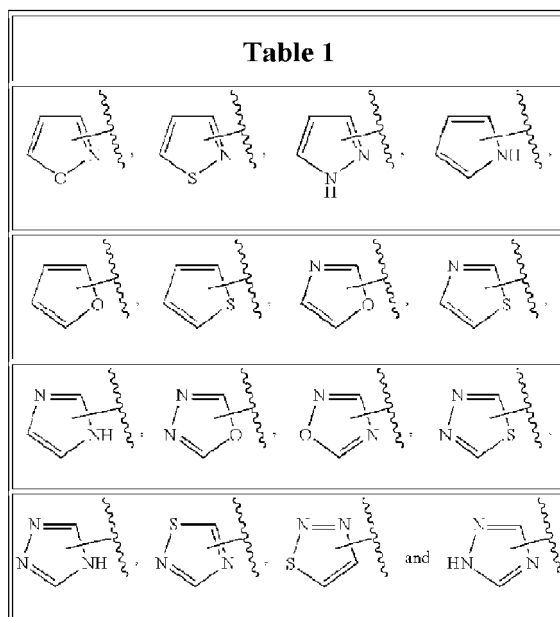 Table 1
N , N , N , NH ,
O S N
H
N N
O , S , O , S ,
N N N N
NH , N O , O N , N S ,
N S N N N
N NH , N N , S and HN N